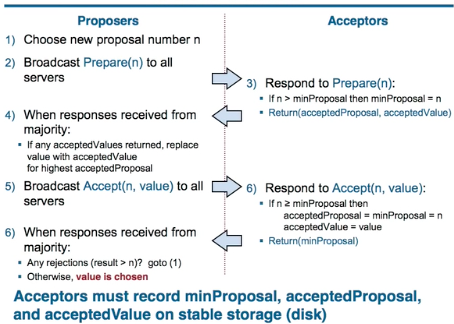 Proposers
Acceptors
1) Choose new proposal number n
2) Broadcast Prepare(n) to all
servers
3) Respond to Prepare(n):
▪ If n > minProposal then minProposal = n
▪ Return(acceptedProposal, acceptedValue)
4) When responses received from
majority:
▪ If any acceptedValues returned, replace
value with acceptedValue
for highest acceptedProposal
5) Broadcast Accept(n, value) to all
servers
6) Respond to Accept(n, value):
▪ If n ≥ minProposal then
acceptedProposal = minProposal = n
acceptedValue = value
▪ Return(minProposal)
6) When responses received from
majority:
▪ Any rejections (result > n)? goto (1)
▪ Otherwise, value is chosen
Acceptors must record minProposal, acceptedProposal,
and acceptedValue on stable storage (disk)